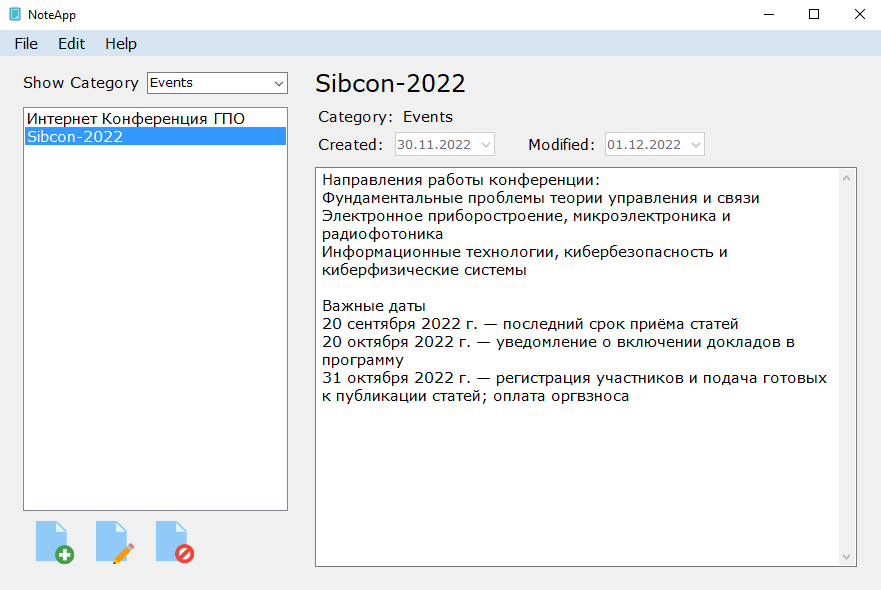 NoteApp
File Edit Help
Show Category Events
Интернет Конференция ГПО
Sibcon-2022
Sibcon-2022
Category: Events
Created: 30.11.2022 Modified: 01.12.2022
Направления работы конференции:
Фундаментальные проблемы теории управления и связи
Электронное приборостроение, микроэлектроника и
радиофотоника
Информационные технологии, кибербезопасность и
киберфизические системы
Важные даты
20 сентября 2022 г. — последний срок приёма статей
20 октября 2022 г. — уведомление о включении докладов в
программу
31 октября 2022 г. — регистрация участников и подача готовых
к публикации статей; оплата оргвзноса